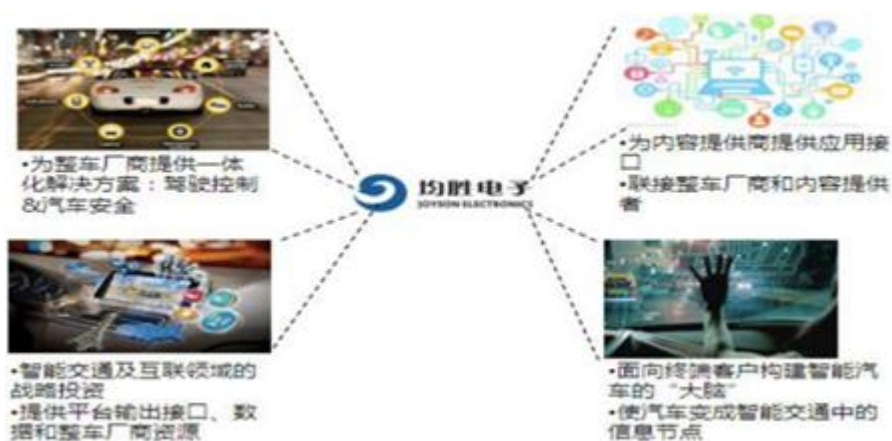 •为整车厂商提供一体
化解决方案：驾驶控制
&汽车安全
•为内容提供商提供应用接
口
•联接整车厂商和内容提供
者
均胜电子
JOYSON ELECTRONICS
•智能交通及互联领域的
战略投资
•提供平台输出接口、数
据和整车厂商资源
•面向终端客户构建智能汽
车的“大脑”
•使汽车变成智能交通中的
信息节点